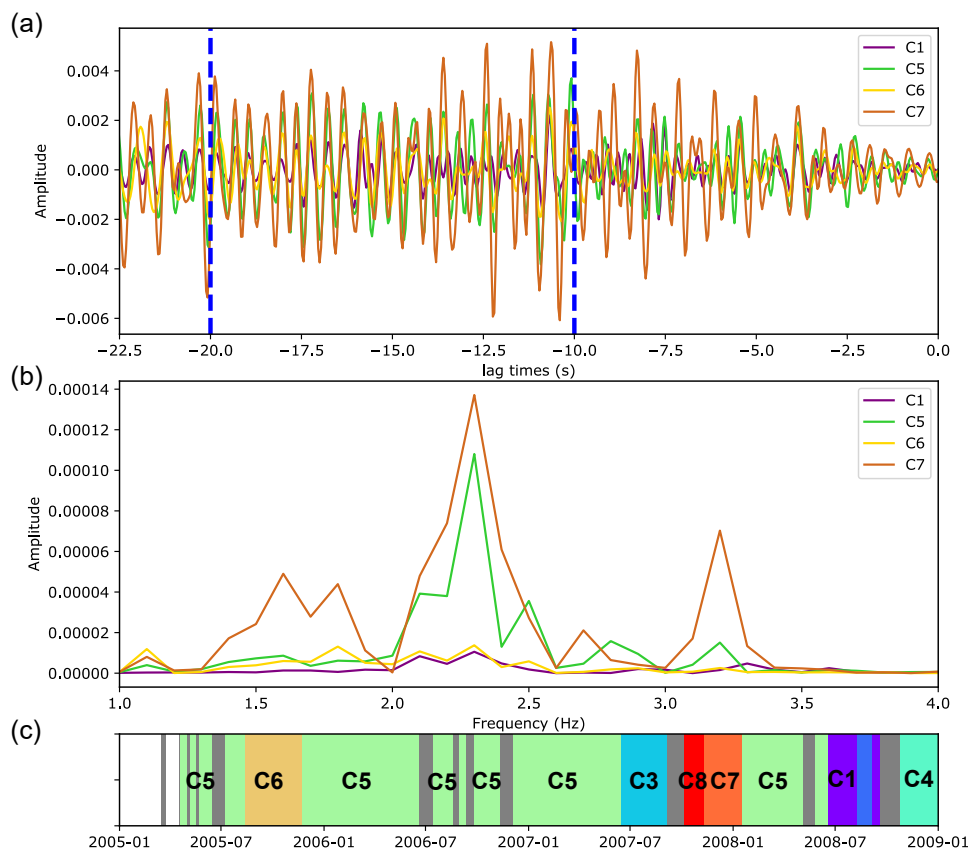 (a)
Amplitude
0.004
0.002
0.000
−0.002
−0.004
−0.006
C1
C5
C6
C7
−22.5 −20.0 −17.5 −15.0 −12.5 −10.0 −7.5 −5.0 −2.5 0.0
lag times (s)
(b)
Amplitude
0.00014
0.00012
0.00010
0.00008
0.00006
0.00004
0.00002
0.00000
C1
C5
C6
C7
1.0 1.5 2.0 2.5 3.0 3.5 4.0
Frequency (Hz)
(c)
C5 C6 C5 C5 C5 C5 C3 C8 C7 C5 C1 C4
2005-01 2005-07 2006-01 2006-07 2007-01 2007-07 2008-01 2008-07 2009-01